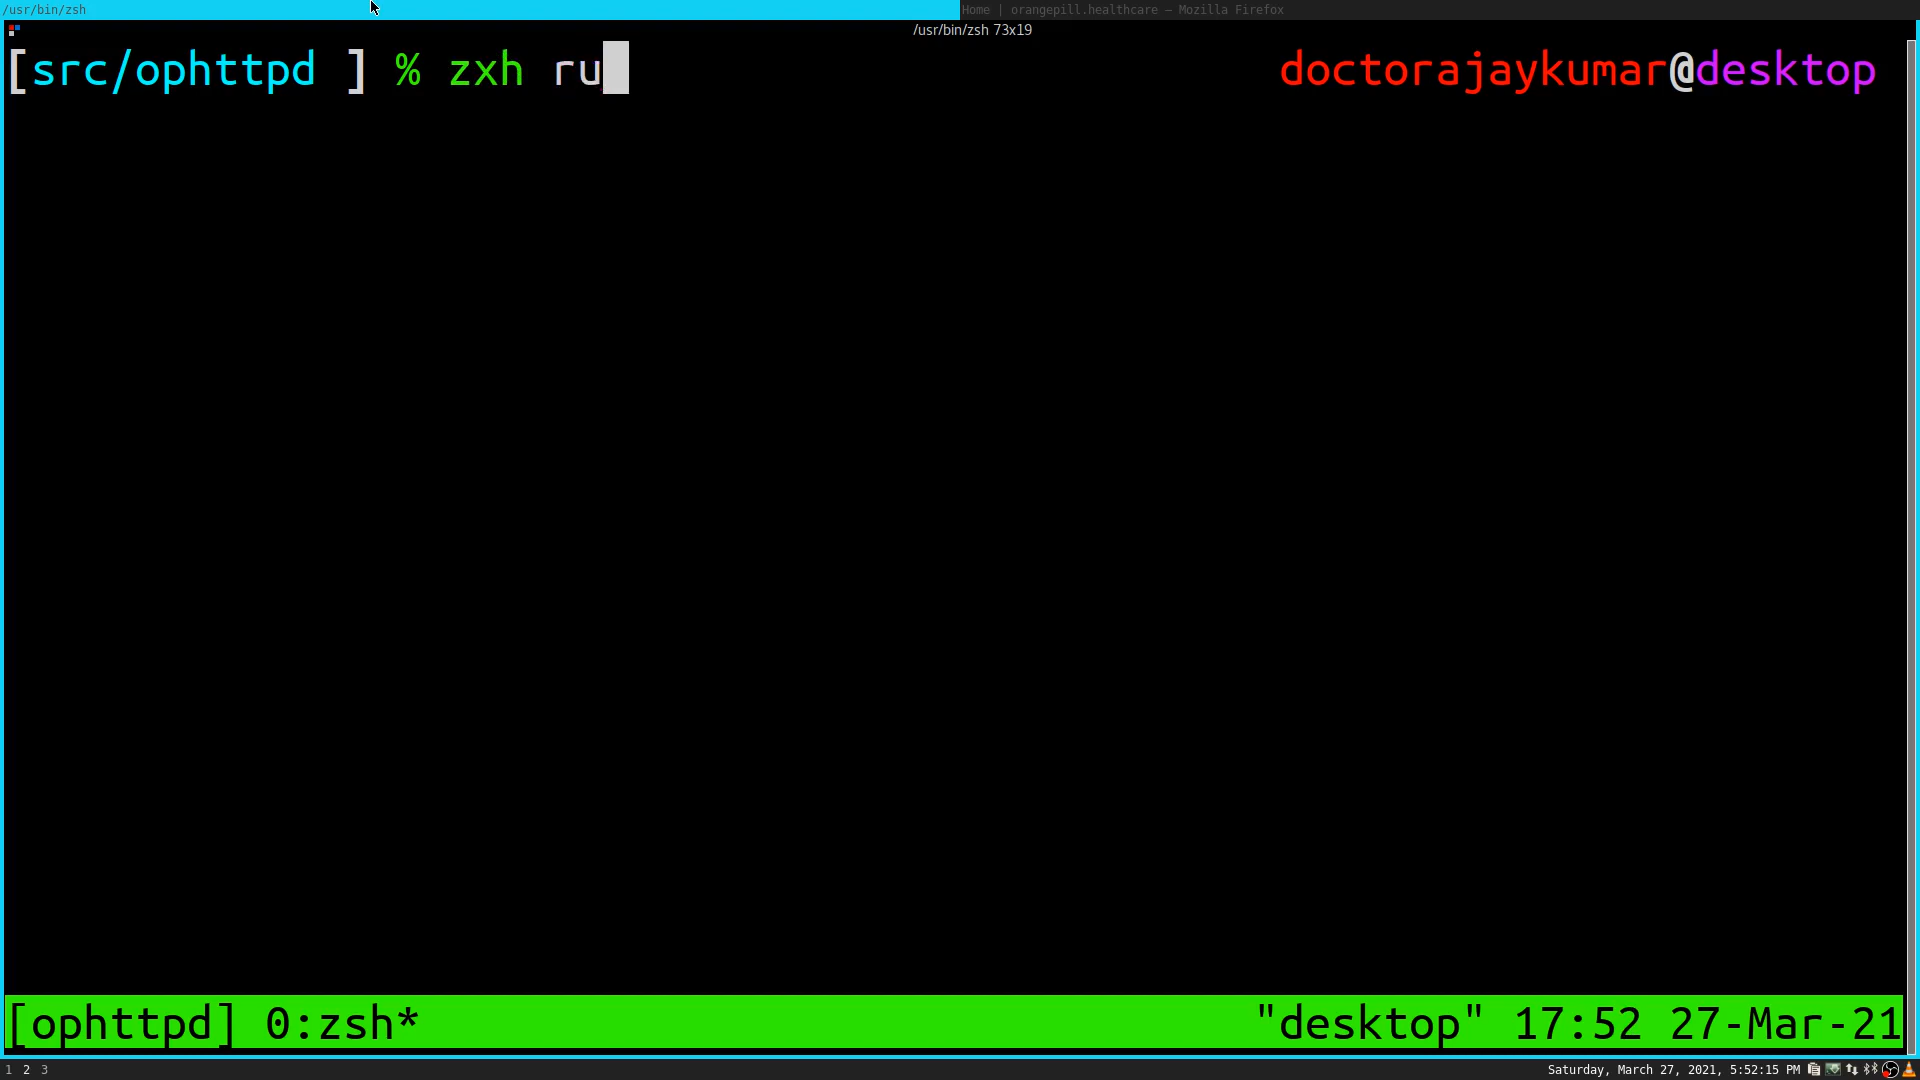 /usr/bin/zsh
Home | orangepill.healthcare — Mozilla Firefox
/usr/bin/zsh 73x19
[src/ophttpd ] % zxh ru
doctorajaykumar@desktop
[ophttpd] 0:zsh*
"desktop" 17:52 27-Mar-21
1 2 3
Saturday, March 27, 2021, 5:52:15 PM